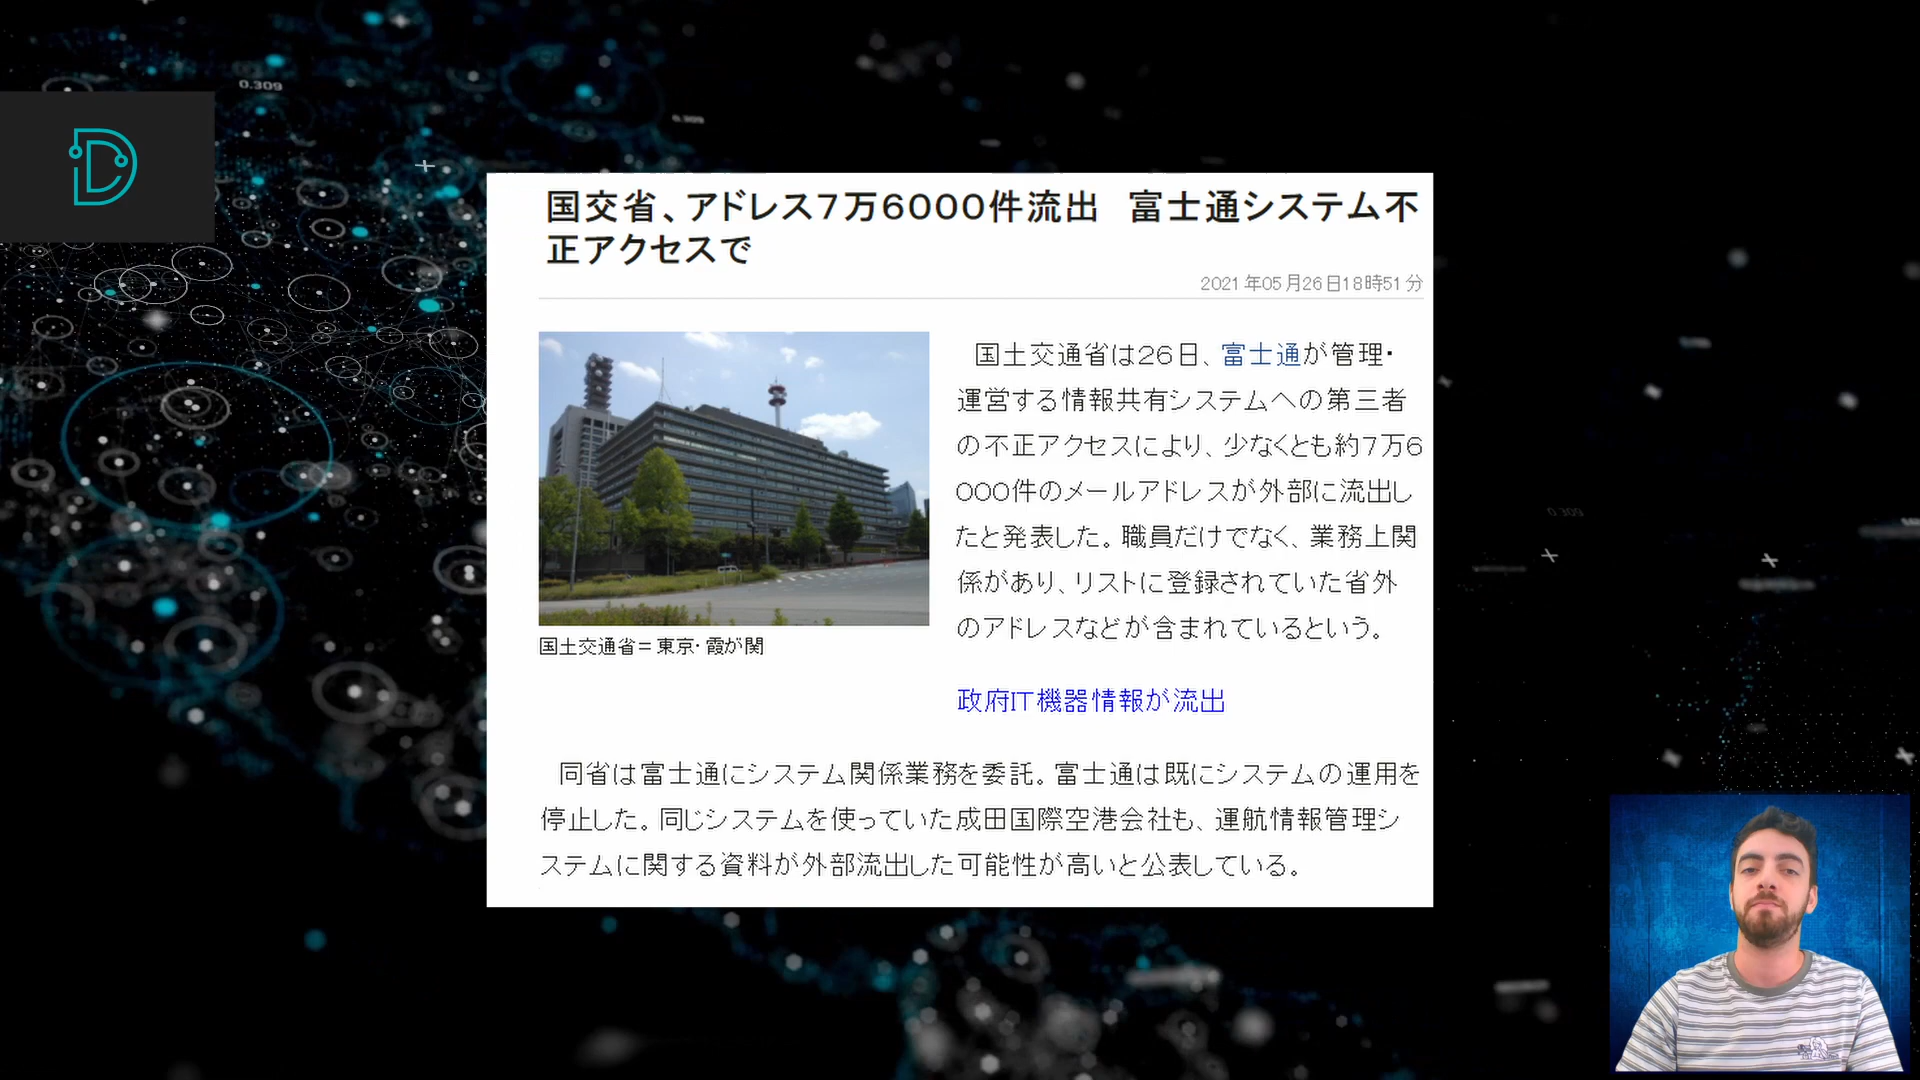 0.309
0.309
国交省、アドレス7万6000件流出　富士通システム不
正アクセスで
2021年05月26日18時51分
国土交通省は26日、富士通が管理・
運営する情報共有システムへの第三者
の不正アクセスにより、少なくとも約7万6
000件のメールアドレスが外部に流出し
たと発表した。職員だけでなく、業務上関
係があり、リストに登録されていた省外
のアドレスなどが含まれているという。
国土交通省＝東京・霞が関
政府IT機器情報が流出
同省は富士通にシステム関係業務を委託。富士通は既にシステムの運用を
停止した。同じシステムを使っていた成田国際空港会社も、運航情報管理シ
ステムに関する資料が外部流出した可能性が高いと公表している。